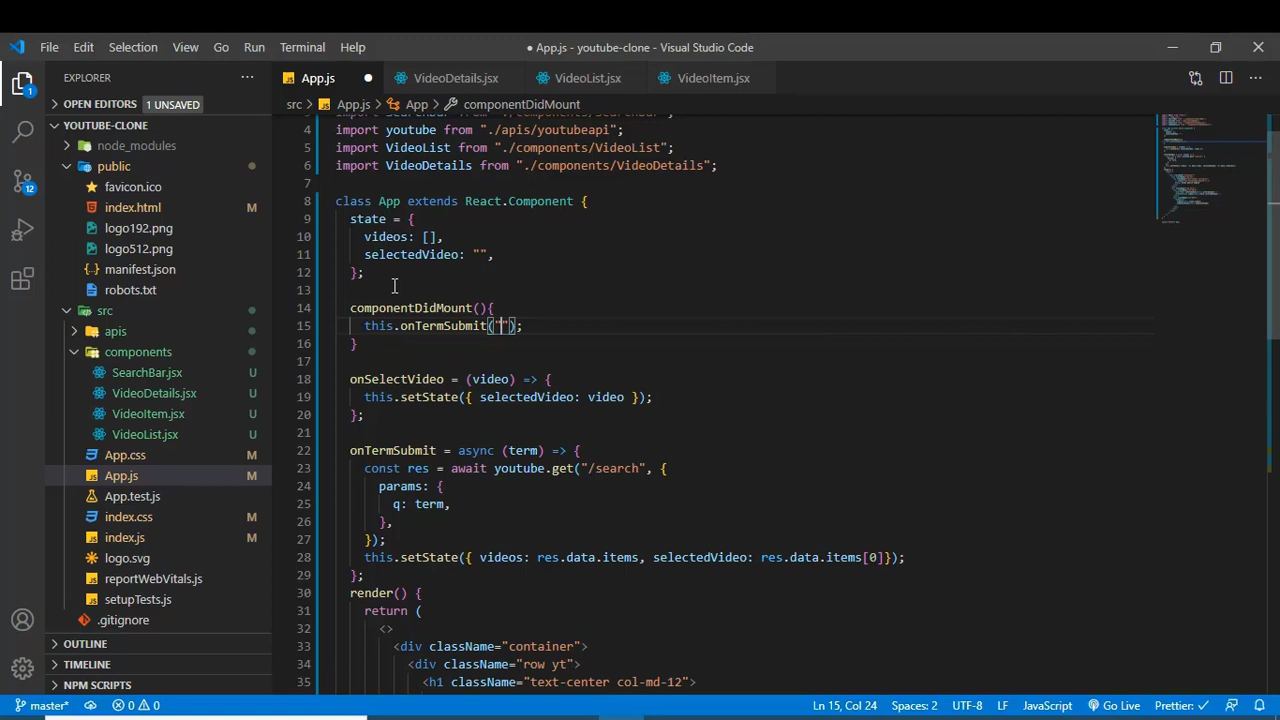 File Edit Selection View Go Run Terminal Help
● App.js - youtube-clone - Visual Studio Code
EXPLORER ···
App.js ●
VideoDetails.jsx
VideoList.jsx
VideoItem.jsx
OPEN EDITORS 1 UNSAVED
src > App.js > App > componentDidMount
YOUTUBE-CLONE
node_modules
public
favicon.ico
index.html M
logo192.png
logo512.png
manifest.json
robots.txt
src
apis
components
SearchBar.jsx U
VideoDetails.jsx U
VideoItem.jsx U
VideoList.jsx U
App.css M
App.js M
App.test.js
index.css M
index.js M
logo.svg
reportWebVitals.js
setupTests.js
.gitignore
OUTLINE
TIMELINE
NPM SCRIPTS
1
12
4 import youtube from "./apis/youtubeapi";
5 import VideoList from "./components/VideoList";
6 import VideoDetails from "./components/VideoDetails";
7
8 class App extends React.Component {
9 state = {
10 videos: [],
11 selectedVideo: "",
12 };
13
14 componentDidMount(){
15 this.onTermSubmit("");
16 }
17
18 onSelectVideo = (video) => {
19 this.setState({ selectedVideo: video });
20 };
21
22 onTermSubmit = async (term) => {
23 const res = await youtube.get("/search", {
24 params: {
25 q: term,
26 },
27 });
28 this.setState({ videos: res.data.items, selectedVideo: res.data.items[0]});
29 };
30 render() {
31 return (
32 <>
33 <div className="container">
34 <div className="row yt">
35 <h1 className="text-center col-md-12">
master* 0 0 Ln 15, Col 24 Spaces: 2 UTF-8 LF JavaScript Go Live Prettier: ✓